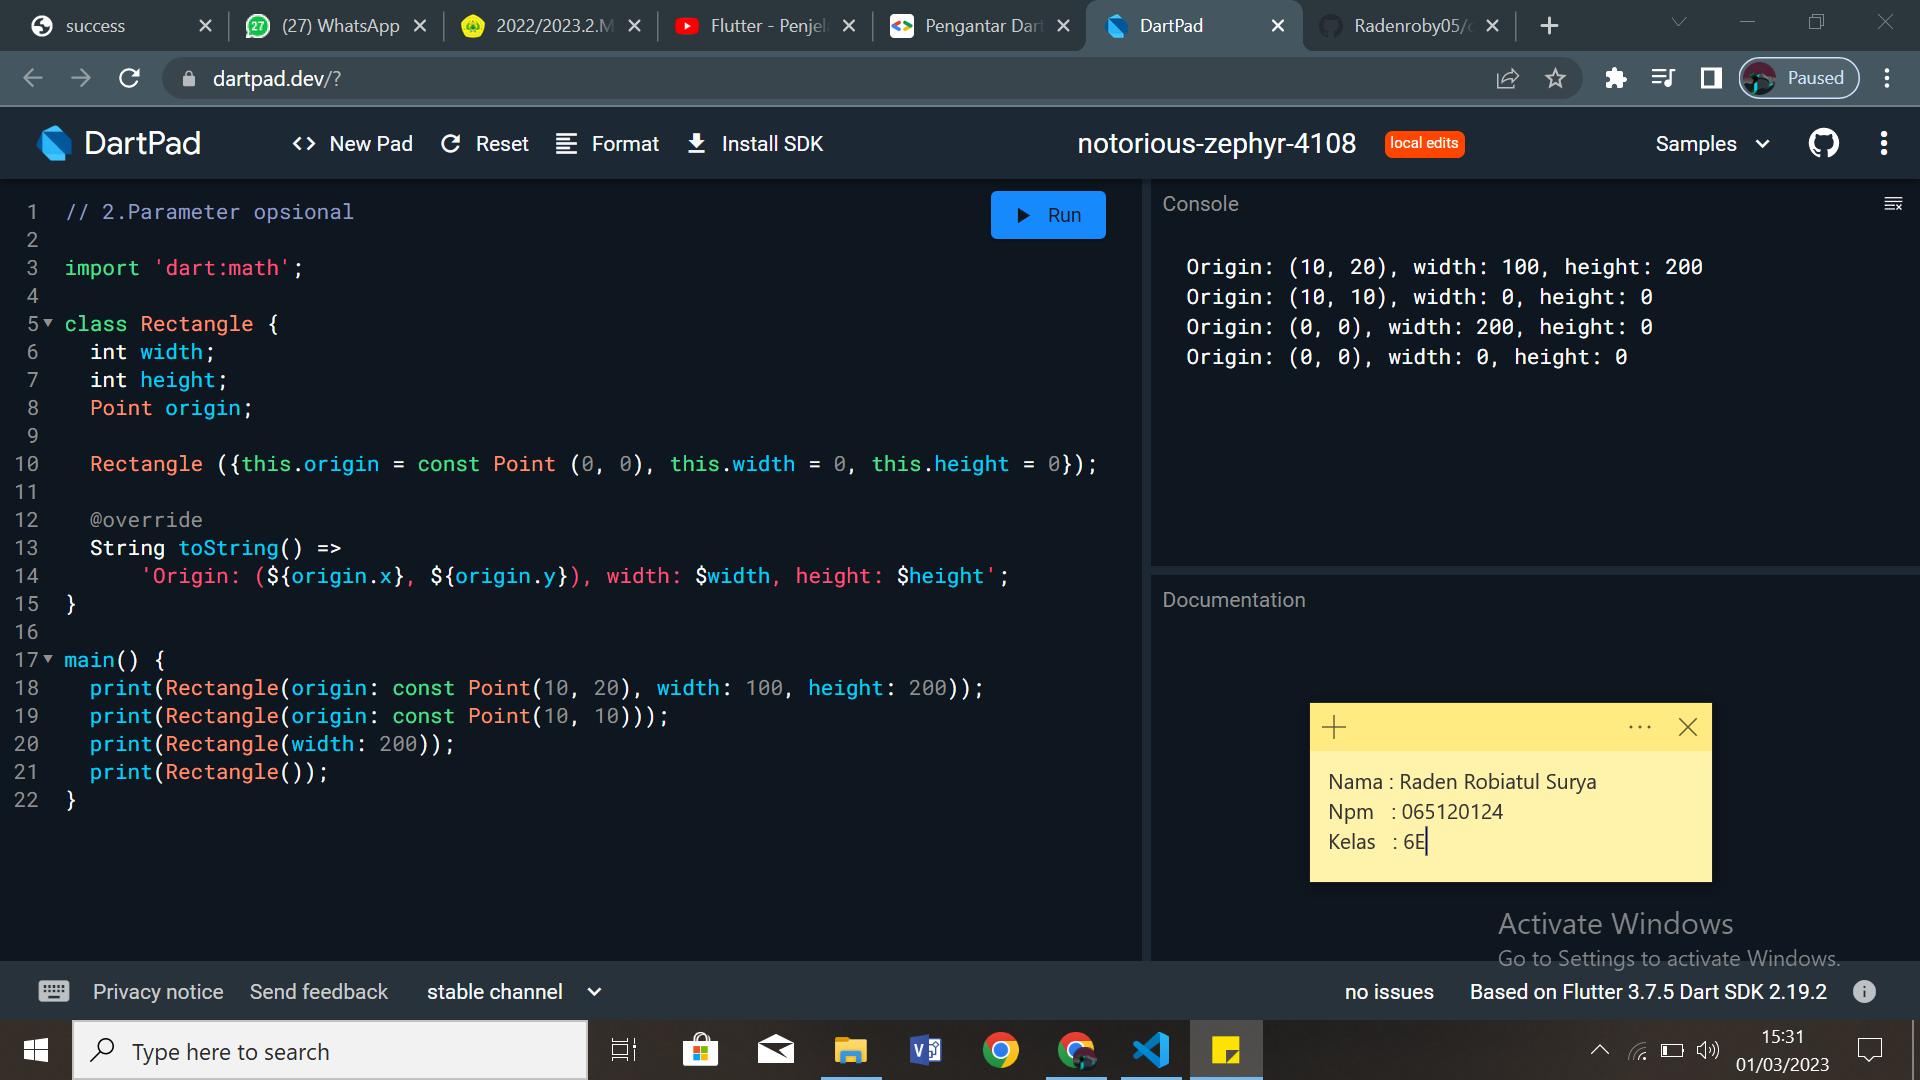 success
(27) WhatsApp
2022/2023.2.M
Flutter - Penjel
Pengantar Dar
DartPad
Radenroby05/
dartpad.dev/?
Paused
DartPad
New Pad
Reset
Format
Install SDK
notorious-zephyr-4108
local edits
Samples
1 // 2.Parameter opsional
2
3 import 'dart:math';
4
5 class Rectangle {
6 int width;
7 int height;
8 Point origin;
9
10 Rectangle ({this.origin = const Point (0, 0), this.width = 0, this.height = 0});
11
12 @override
13 String toString() =>
14 'Origin: (${origin.x}, ${origin.y}), width: $width, height: $height';
15 }
16
17 main() {
18 print(Rectangle(origin: const Point(10, 20), width: 100, height: 200));
19 print(Rectangle(origin: const Point(10, 10)));
20 print(Rectangle(width: 200));
21 print(Rectangle());
22 }
Run
Console
Origin: (10, 20), width: 100, height: 200
Origin: (10, 10), width: 0, height: 0
Origin: (0, 0), width: 200, height: 0
Origin: (0, 0), width: 0, height: 0
Documentation
Nama : Raden Robiatul Surya
Npm : 065120124
Kelas : 6E
Activate Windows
Go to Settings to activate Windows.
Privacy notice
Send feedback
stable channel
no issues
Based on Flutter 3.7.5 Dart SDK 2.19.2
Type here to search
15:31
01/03/2023